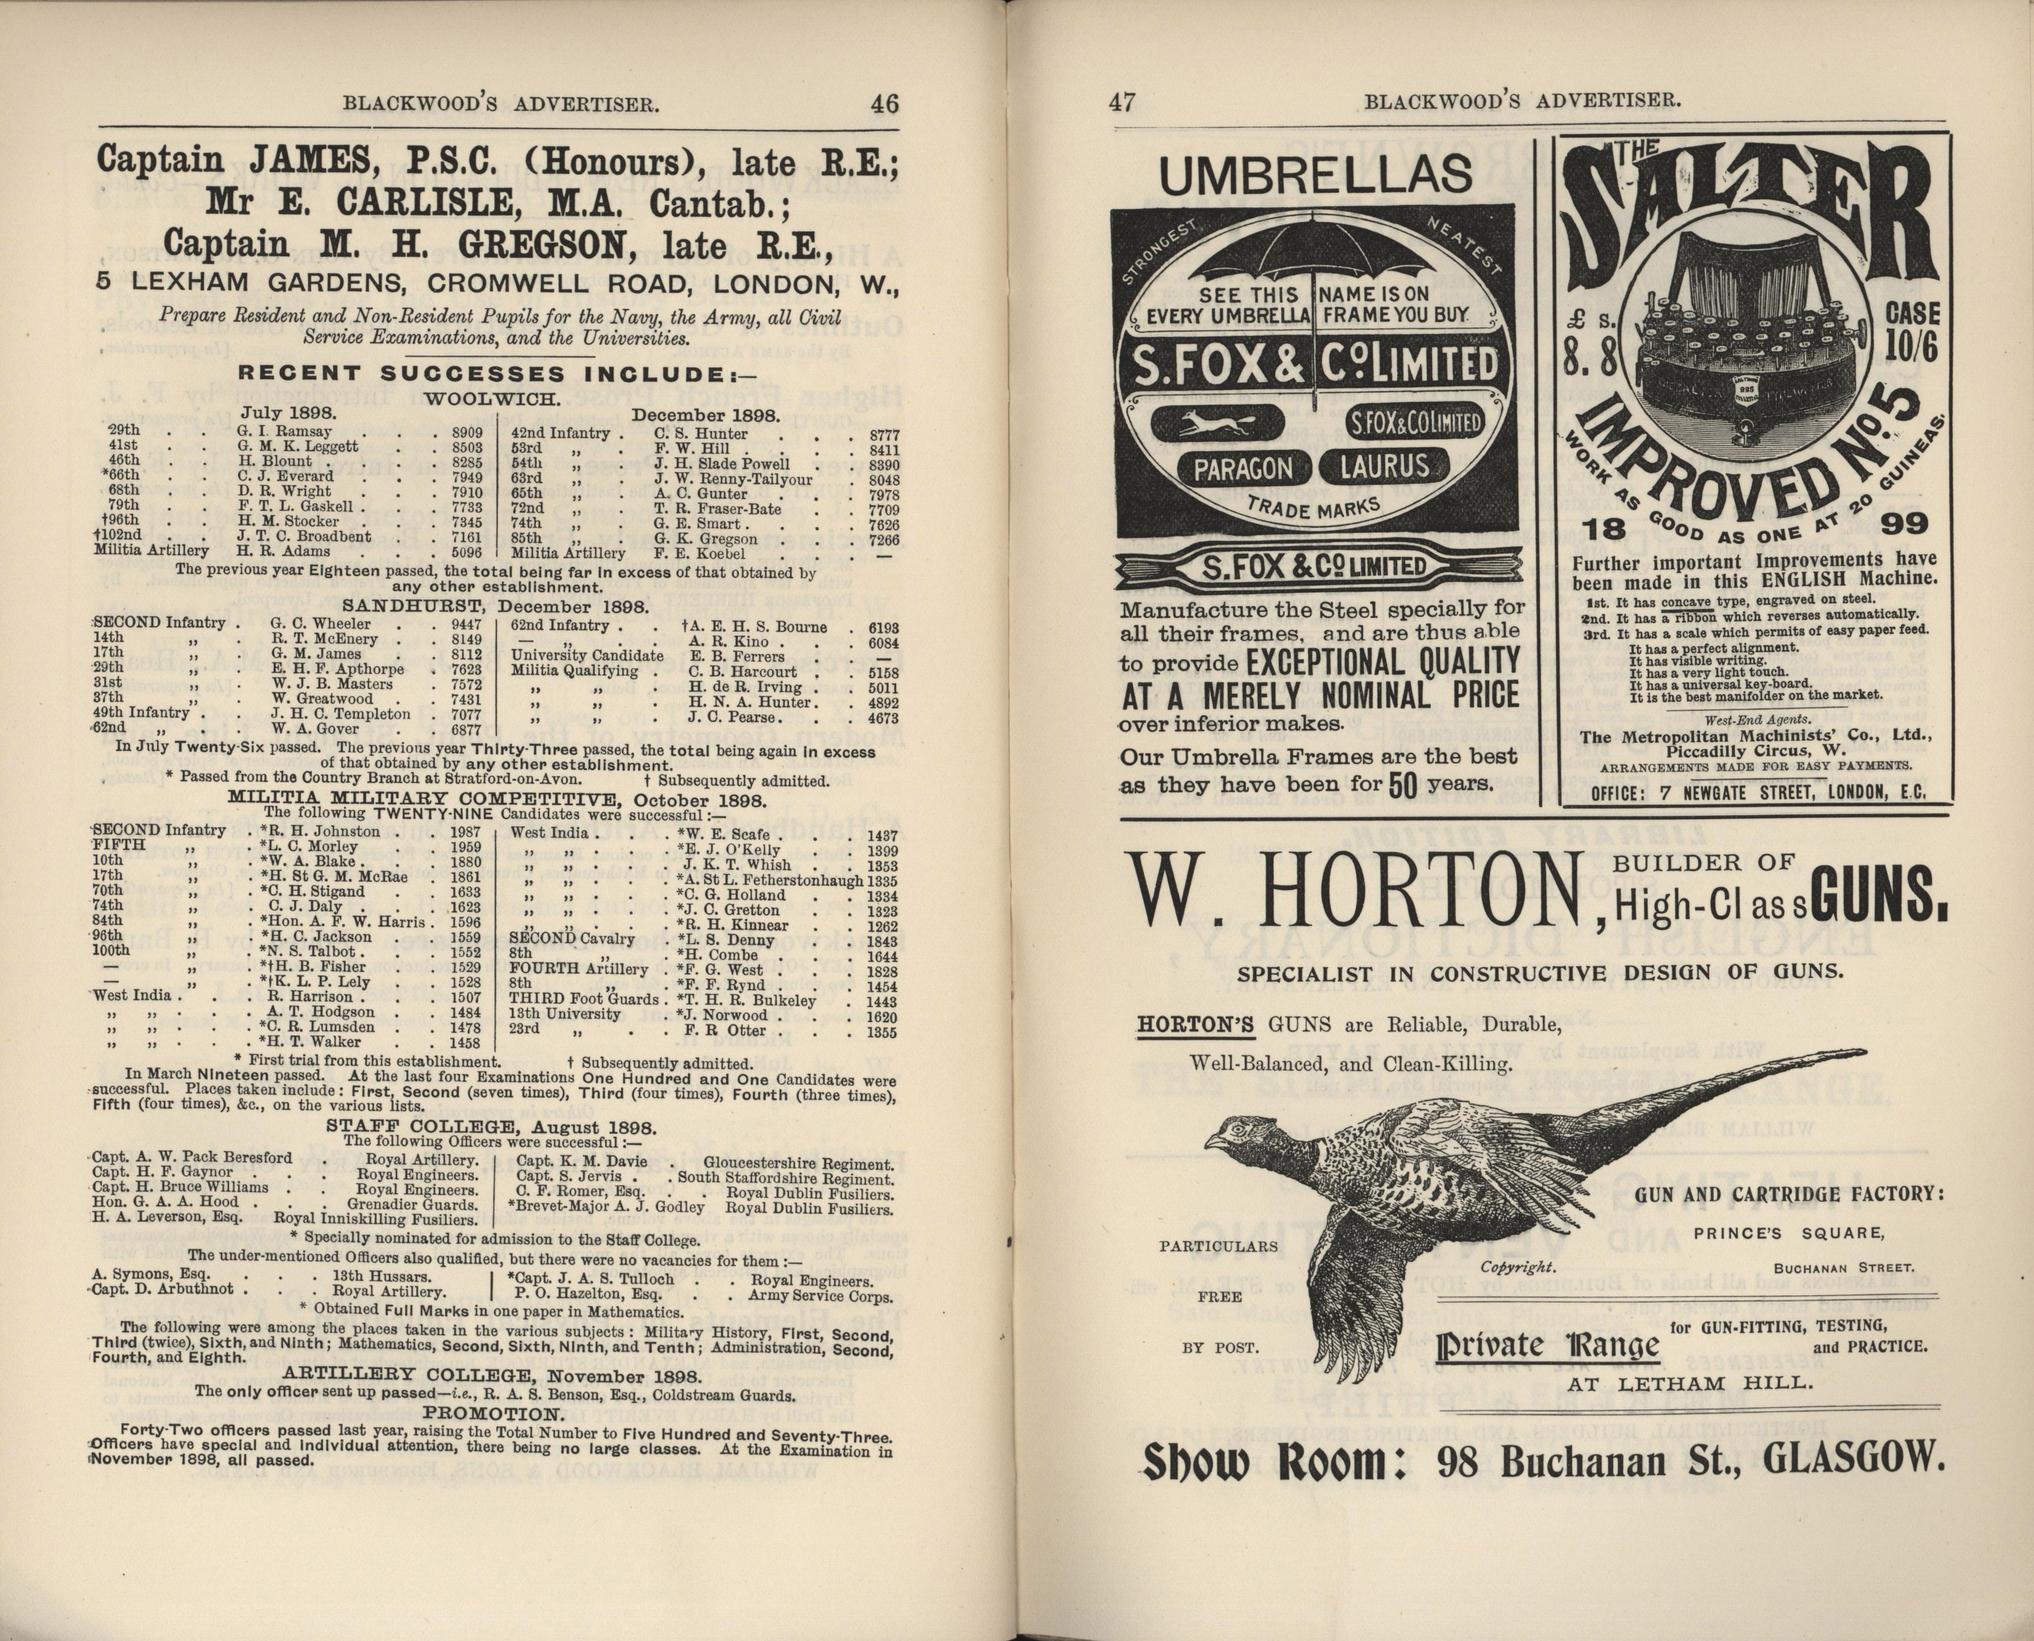 BLACKWOOD'S ADVERTISER. 46
Captain JAMES, P.S.C. (Honours), late R.E.;
Mr E. CARLISLE, M.A. Cantab.;
Captain M. H. GREGSON, late R.E.,
5 LEXHAM GARDENS, CROMWELL ROAD, LONDON, W.,
Prepare Resident and Non-Resident Pupils for the Navy, the Army, all Civil
Service Examinations, and the Universities.
RECENT SUCCESSES INCLUDE:—
WOOLWICH.
July 1898.
29th . . G. I. Ramsay . . . 8909
41st . . G. M. K. Leggett . . 8503
46th . . H. Blount . . . 8285
*66th . . C. J. Everard . . . 7949
68th . . D. R. Wright . . . 7910
79th . . F. T. L. Gaskell . . . 7733
†96th . . H. M. Stocker . . . 7345
†102nd . . J. T. C. Broadbent . . 7161
Militia Artillery H. R. Adams . . . 5096
December 1898.
42nd Infantry . C. S. Hunter . . . 8777
53rd „ . F. W. Hill . . . 8411
54th „ . J. H. Slade Powell . . 8390
63rd „ . J. W. Renny-Tailyour . 8048
65th „ . A. C. Gunter . . . 7978
72nd „ . T. R. Fraser-Bate . . 7709
74th „ . G. E. Smart . . . 7626
85th „ . G. K. Gregson . . . 7266
Militia Artillery F. E. Koebel . . . —
The previous year Eighteen passed, the total being far in excess of that obtained by
any other establishment.
SANDHURST, December 1898.
SECOND Infantry . G. C. Wheeler . . 9447
14th „ . R. T. McEnery . . 8149
17th „ . G. M. James . . 8112
29th „ . E. H. F. Apthorpe . 7623
31st „ . W. J. B. Masters . 7572
37th „ . W. Greatwood . . 7431
49th Infantry . . J. H. C. Templeton . 7077
62nd „ . . W. A. Gover . . 6877
62nd Infantry . . †A. E. H. S. Bourne . 6193
— „ . . A. R. Kino . . . 6084
University Candidate E. B. Ferrers . —
Militia Qualifying . C. B. Harcourt . . 5158
„ „ . H. de R. Irving . . 5011
„ „ . H. N. A. Hunter . . 4892
„ „ . J. C. Pearse . . . 4673
In July Twenty-Six passed. The previous year Thirty-Three passed, the total being again in excess
of that obtained by any other establishment.
* Passed from the Country Branch at Stratford-on-Avon. † Subsequently admitted.
MILITIA MILITARY COMPETITIVE, October 1898.
The following TWENTY-NINE Candidates were successful:—
SECOND Infantry . *R. H. Johnston . . 1987
FIFTH „ . *L. C. Morley . . 1959
10th „ . *W. A. Blake . . . 1880
17th „ . *H. St G. M. McRae . 1861
70th „ . *C. H. Stigand . . 1633
74th „ . C. J. Daly . . . 1623
84th „ . *Hon. A. F. W. Harris . 1596
96th „ . *H. C. Jackson . . 1559
100th „ . *N. S. Talbot . . . 1552
— „ . *†H. B. Fisher . . 1529
— „ . *†K. L. P. Lely . . 1528
West India . . . R. Harrison . . . 1507
„ „ . . . A. T. Hodgson . . 1484
„ „ . . . *C. R. Lumsden . . 1478
„ „ . . . *H. T. Walker . . 1458
West India . . . *W. E. Scafe . . . 1437
„ „ . . . *E. J. O'Kelly . . 1399
„ „ . . . J. K. T. Whish . . 1353
„ „ . . . *A. St L. Fetherstonhaugh 1335
„ „ . . . *C. G. Holland . . 1334
„ „ . . . *J. C. Gretton . . 1323
„ „ . . . *R. H. Kinnear . . 1262
SECOND Cavalry . *L. S. Denny . . 1843
8th „ . *H. Combe . . . 1644
FOURTH Artillery . *F. G. West . . . 1828
8th „ . *F. F. Rynd . . . 1454
THIRD Foot Guards . *T. H. R. Bulkeley . 1443
13th University . *J. Norwood . . . 1620
23rd „ . . F. R Otter . . . 1355
* First trial from this establishment. † Subsequently admitted.
In March Nineteen passed. At the last four Examinations One Hundred and One Candidates were
successful. Places taken include: First, Second (seven times), Third (four times), Fourth (three times),
Fifth (four times), &c., on the various lists.
STAFF COLLEGE, August 1898.
The following Officers were successful:—
Capt. A. W. Pack Beresford . Royal Artillery.
Capt. H. F. Gaynor . . . Royal Engineers.
Capt. H. Bruce Williams . . Royal Engineers.
Hon. G. A. A. Hood . . . Grenadier Guards.
H. A. Leverson, Esq. Royal Inniskilling Fusiliers.
Capt. K. M. Davie . Gloucestershire Regiment.
Capt. S. Jervis . . South Staffordshire Regiment.
C. F. Romer, Esq. . . Royal Dublin Fusiliers.
*Brevet-Major A. J. Godley Royal Dublin Fusiliers.
* Specially nominated for admission to the Staff College.
The under-mentioned Officers also qualified, but there were no vacancies for them:—
A. Symons, Esq. . . . 13th Hussars.
Capt. D. Arbuthnot . . . Royal Artillery.
*Capt. J. A. S. Tulloch . . Royal Engineers.
P. O. Hazelton, Esq. . . Army Service Corps.
* Obtained Full Marks in one paper in Mathematics.
The following were among the places taken in the various subjects: Military History, First, Second,
Third (twice), Sixth, and Ninth; Mathematics, Second, Sixth, Ninth, and Tenth; Administration, Second,
Fourth, and Eighth.
ARTILLERY COLLEGE, November 1898.
The only officer sent up passed—i.e., R. A. S. Benson, Esq., Coldstream Guards.
PROMOTION.
Forty-Two officers passed last year, raising the Total Number to Five Hundred and Seventy-Three.
Officers have special and individual attention, there being no large classes. At the Examination in
November 1898, all passed.
47 BLACKWOOD'S ADVERTISER.
UMBRELLAS
STRONGEST NEATEST
SEE THIS NAME IS ON
EVERY UMBRELLA FRAME YOU BUY
S. FOX & Co LIMITED
S.FOX&COLIMITED
PARAGON LAURUS
TRADE MARKS
S. FOX & Co LIMITED
Manufacture the Steel specially for
all their frames, and are thus able
to provide EXCEPTIONAL QUALITY
AT A MERELY NOMINAL PRICE
over inferior makes.
Our Umbrella Frames are the best
as they have been for 50 years.
THE
SALTER
£ s.
8. 8
CASE
10/6
IMPROVED No. 5
WORK AS GOOD AS ONE AT 20 GUINEAS.
18 99
Further important Improvements have
been made in this ENGLISH Machine.
1st. It has concave type, engraved on steel.
2nd. It has a ribbon which reverses automatically.
3rd. It has a scale which permits of easy paper feed.
It has a perfect alignment.
It has visible writing.
It has a very light touch.
It has a universal key-board.
It is the best manifolder on the market.
West-End Agents.
The Metropolitan Machinists' Co., Ltd.,
Piccadilly Circus, W.
ARRANGEMENTS MADE FOR EASY PAYMENTS.
OFFICE: 7 NEWGATE STREET, LONDON, E.C.
W. HORTON, BUILDER OF
High-Class GUNS.
SPECIALIST IN CONSTRUCTIVE DESIGN OF GUNS.
HORTON'S GUNS are Reliable, Durable,
Well-Balanced, and Clean-Killing.
GUN AND CARTRIDGE FACTORY:
PRINCE'S SQUARE,
BUCHANAN STREET.
PARTICULARS
FREE
BY POST.
Copyright.
Private Range for GUN-FITTING, TESTING,
and PRACTICE.
AT LETHAM HILL.
Show Room: 98 Buchanan St., GLASGOW.